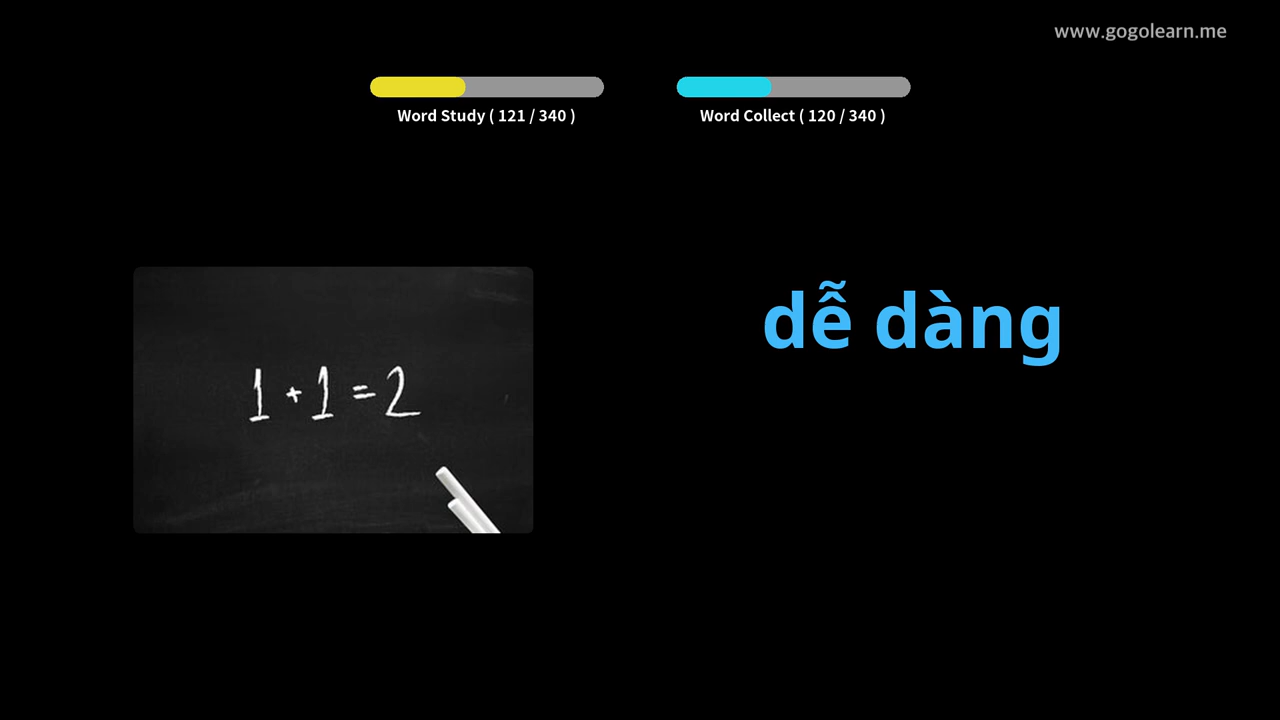 www.gogolearn.me
Word Study ( 121 / 340 )
Word Collect ( 120 / 340 )
dễ dàng
1 + 1 = 2